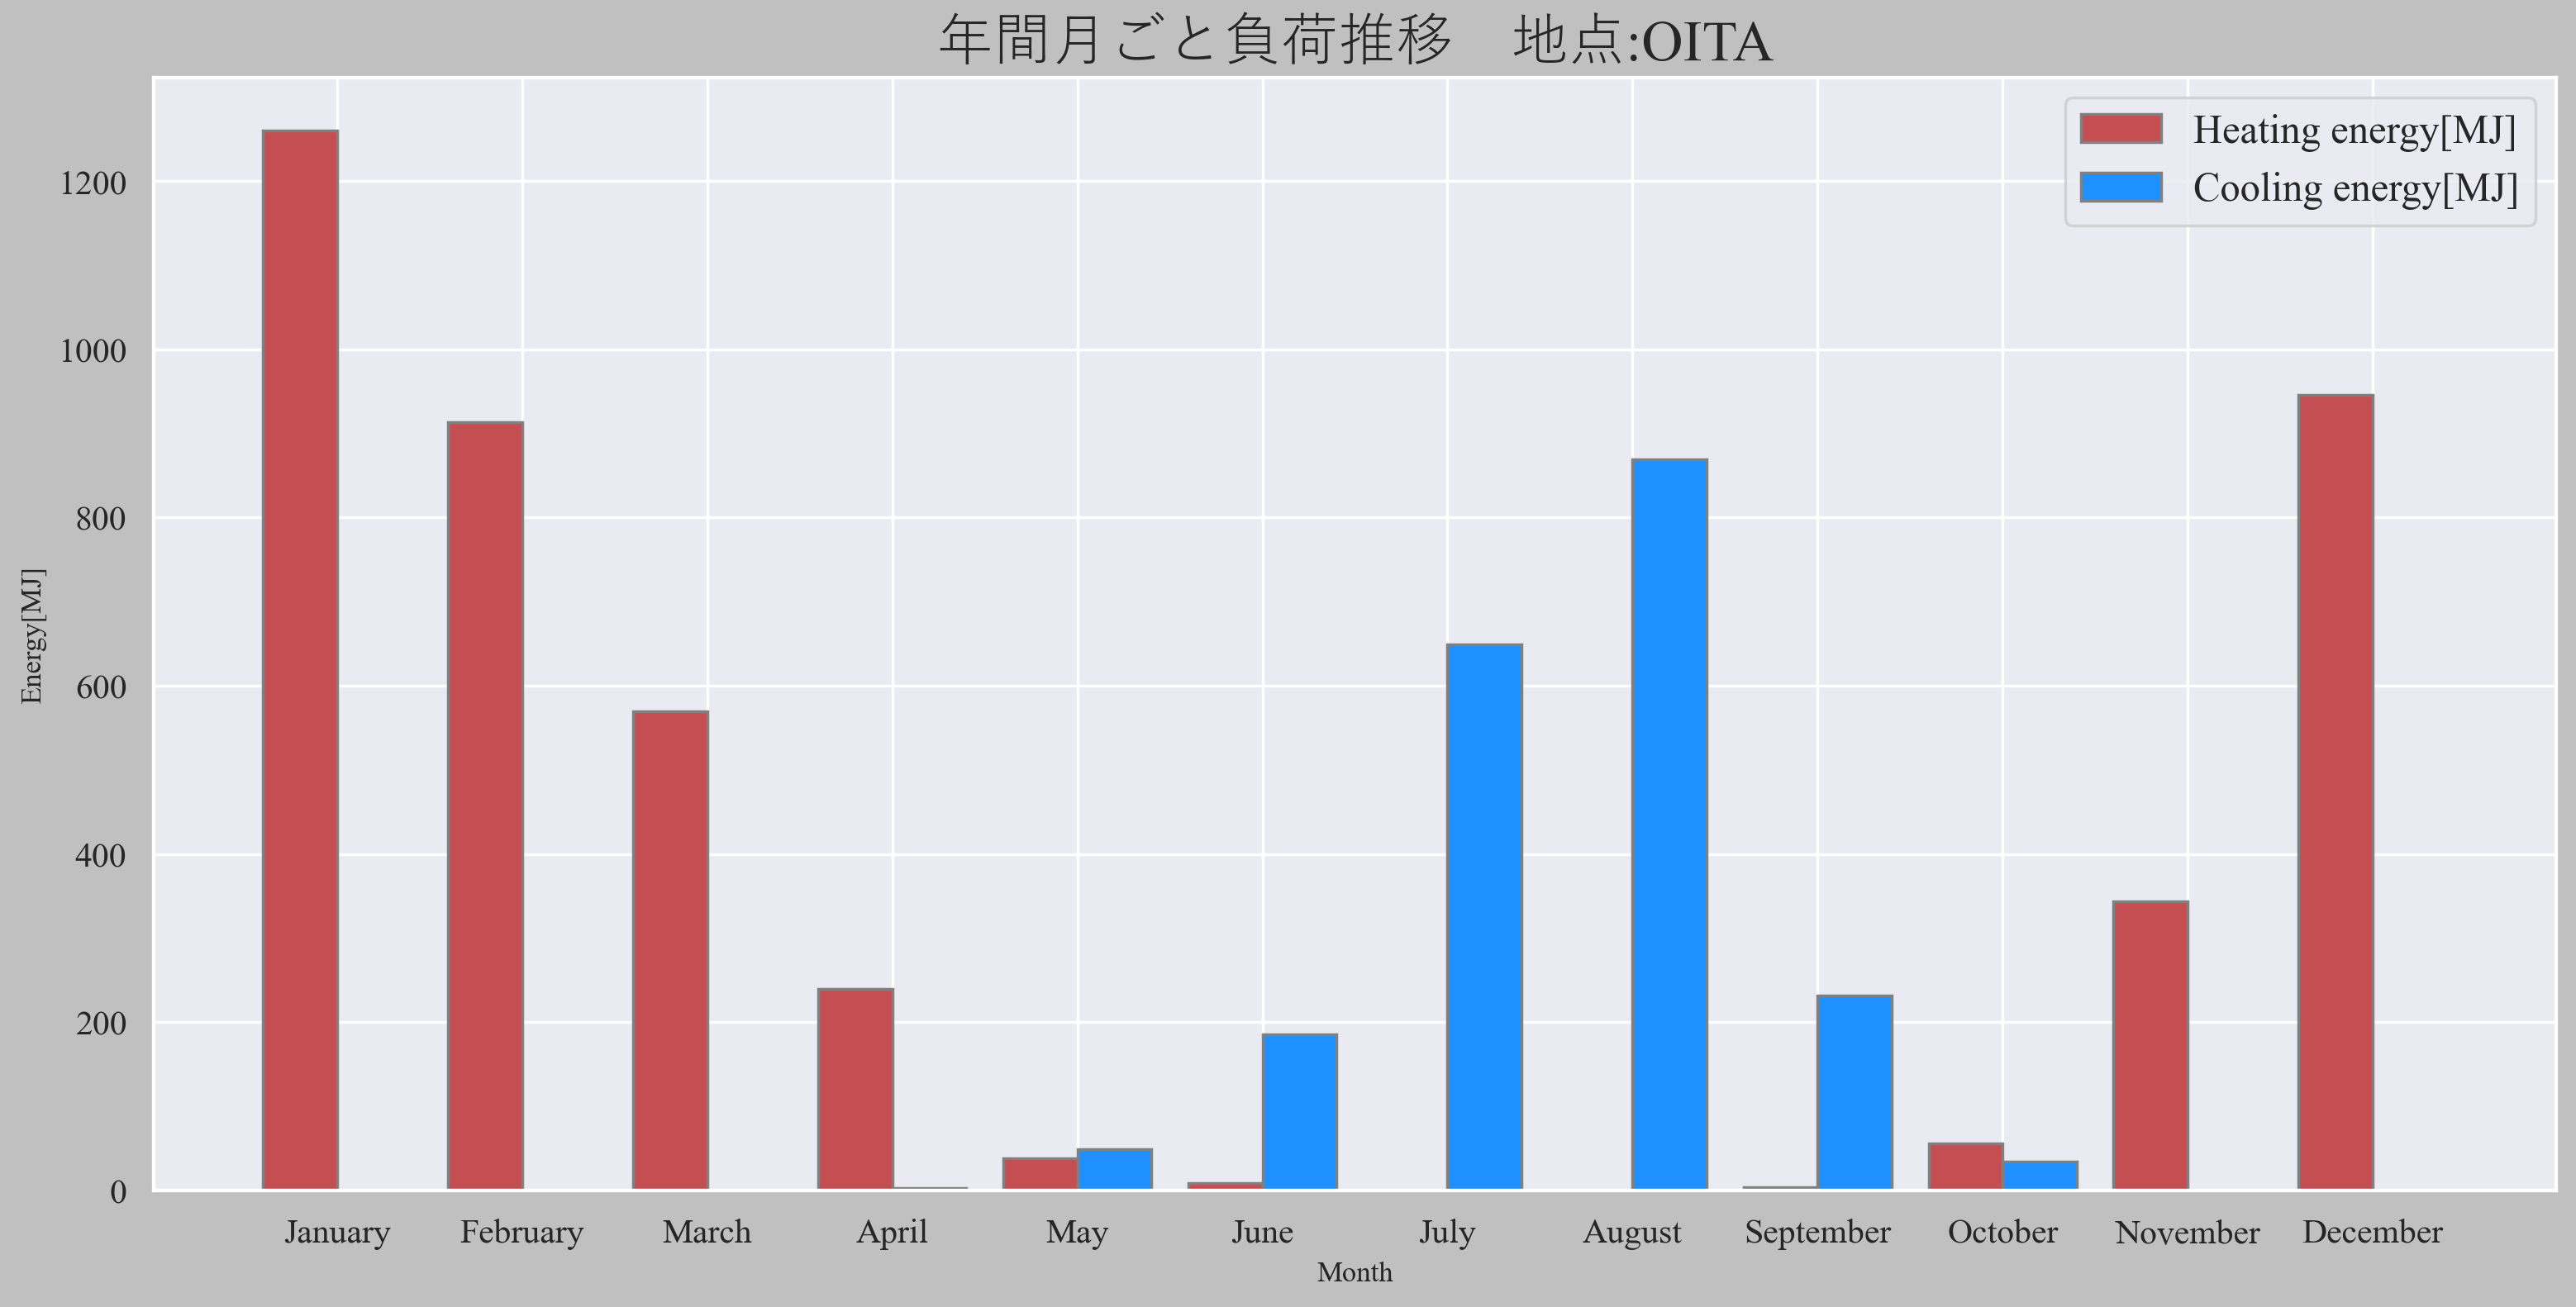 年間月ごと負荷推移　地点:OITA
Heating energy[MJ]
Cooling energy[MJ]
1200
1000
800
600
400
200
0
Energy[MJ]
January February March April May June July August September October November December
Month